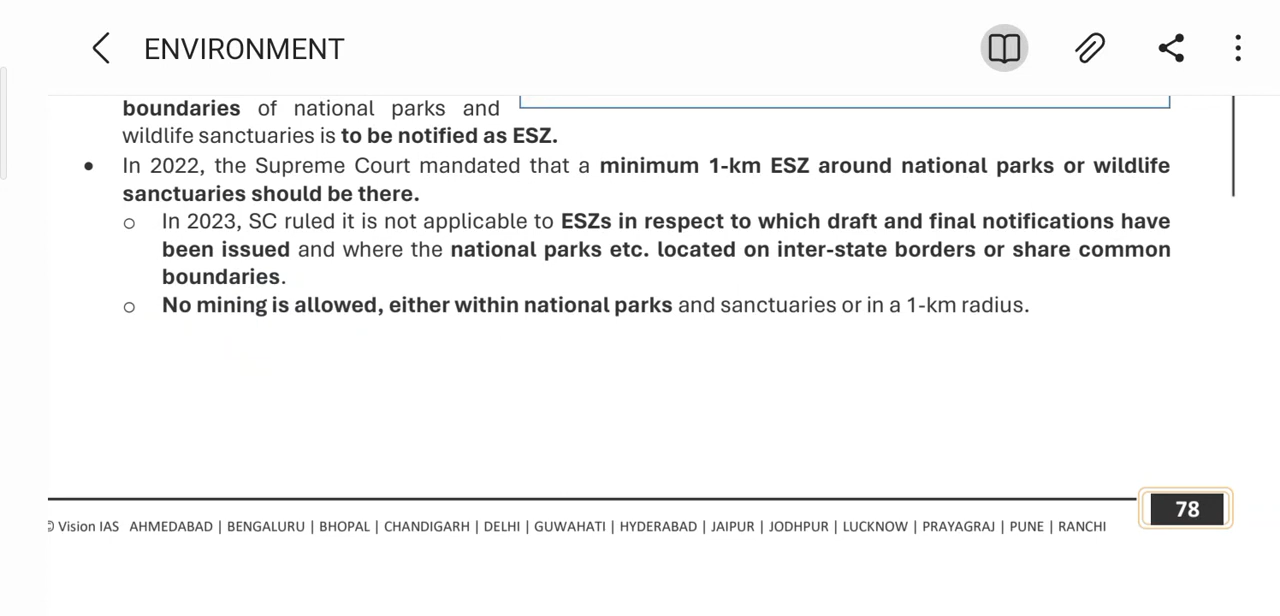 ENVIRONMENT
boundaries of national parks and
wildlife sanctuaries is to be notified as ESZ.
• In 2022, the Supreme Court mandated that a minimum 1-km ESZ around national parks or wildlife
sanctuaries should be there.
o In 2023, SC ruled it is not applicable to ESZs in respect to which draft and final notifications have
been issued and where the national parks etc. located on inter-state borders or share common
boundaries.
o No mining is allowed, either within national parks and sanctuaries or in a 1-km radius.
© Vision IAS AHMEDABAD | BENGALURU | BHOPAL | CHANDIGARH | DELHI | GUWAHATI | HYDERABAD | JAIPUR | JODHPUR | LUCKNOW | PRAYAGRAJ | PUNE | RANCHI
78